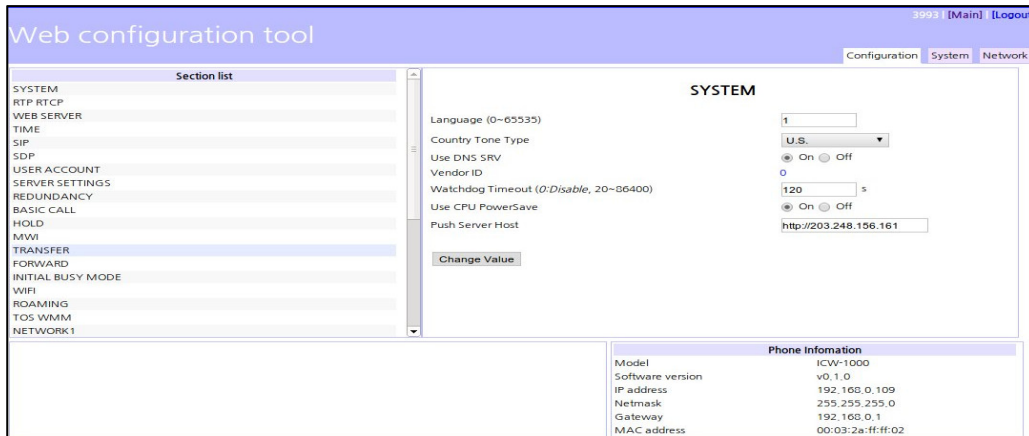 3993 | [Main] | [Logout
Web configuration tool
Configuration System Network
Section list
SYSTEM
RTP RTCP
WEB SERVER
TIME
SIP
SDP
USER ACCOUNT
SERVER SETTINGS
REDUNDANCY
BASIC CALL
HOLD
MWI
TRANSFER
FORWARD
INITIAL BUSY MODE
WIFI
ROAMING
TOS WMM
NETWORK1
SYSTEM
Language (0~65535) 1
Country Tone Type U.S.
Use DNS SRV On Off
Vendor ID 0
Watchdog Timeout (0:Disable, 20~86400) 120 s
Use CPU PowerSave On Off
Push Server Host http://203.248.156.161
Change Value
Phone Infomation
Model ICW-1000
Software version v0.1.0
IP address 192.168.0.109
Netmask 255.255.255.0
Gateway 192.168.0.1
MAC address 00:03:2a:ff:ff:02